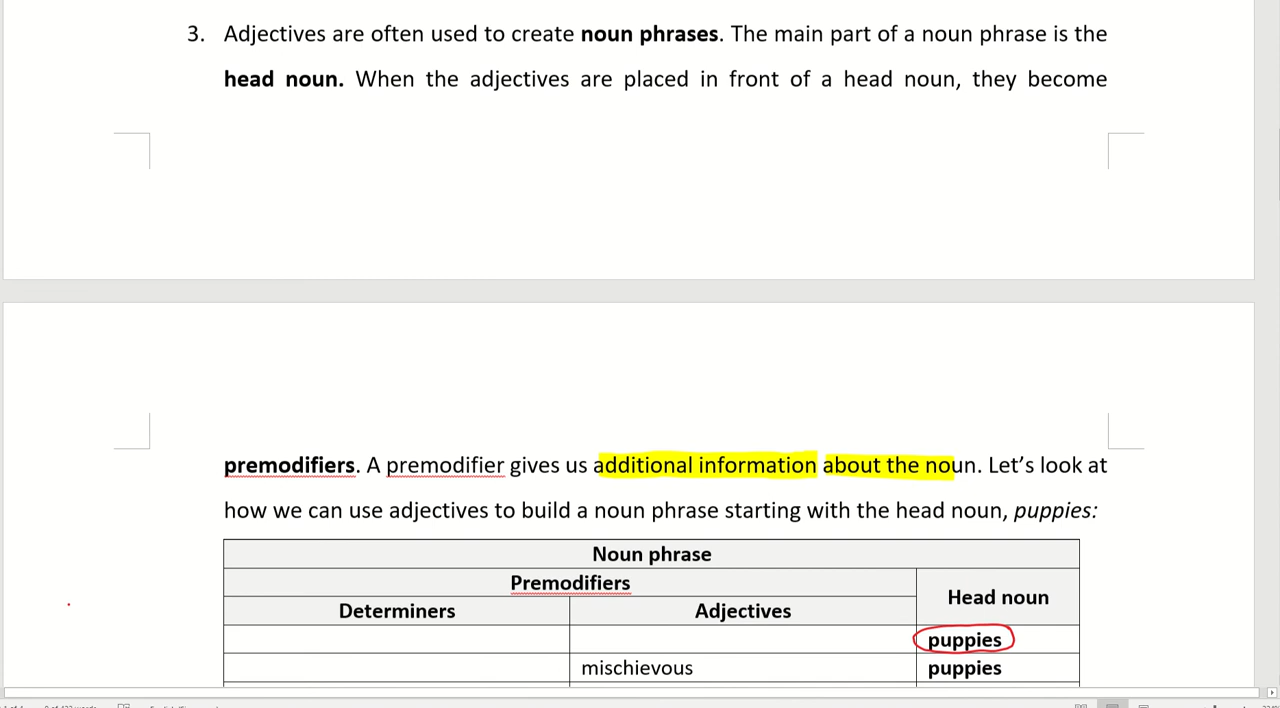 3. Adjectives are often used to create noun phrases. The main part of a noun phrase is the
head noun. When the adjectives are placed in front of a head noun, they become
premodifiers. A premodifier gives us additional information about the noun. Let’s look at
how we can use adjectives to build a noun phrase starting with the head noun, puppies:
Noun phrase
Premodifiers
Head noun
Determiners Adjectives
puppies
mischievous puppies